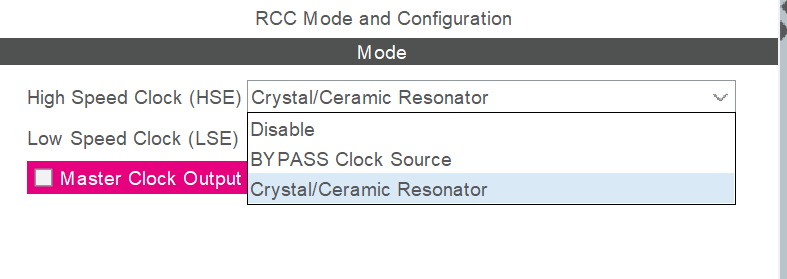 RCC Mode and Configuration
Mode
High Speed Clock (HSE) Crystal/Ceramic Resonator
Disable
Low Speed Clock (LSE)
BYPASS Clock Source
Master Clock Output
Crystal/Ceramic Resonator